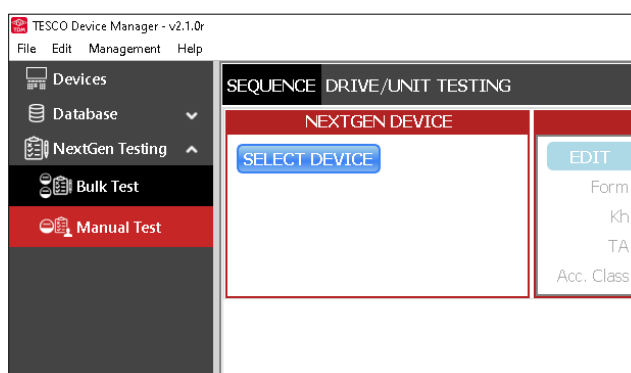 TESCO Device Manager - v2.1.0r
File Edit Management Help
Devices
Database
NextGen Testing
Bulk Test
Manual Test
SEQUENCE DRIVE/UNIT TESTING
NEXTGEN DEVICE
SELECT DEVICE
EDIT
Form
Kh
TA
Acc. Class